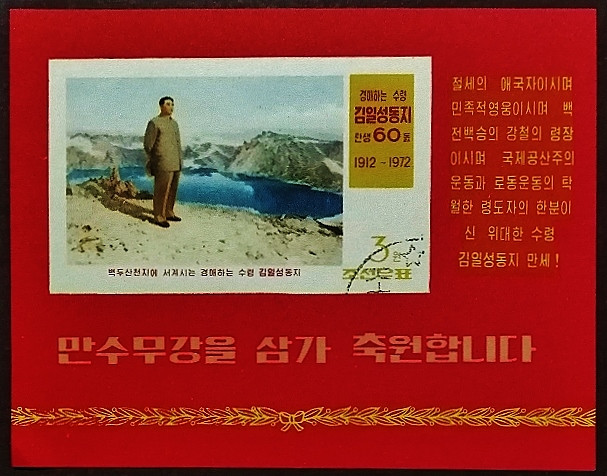 경애하는 수령
김일성동지
탄생 60 돐
1912-1972
3원
조선우표
백두산천지에 서계시는 경애하는 수령 김일성동지
절세의 애국자이시며
민족적영웅이시며 백
전백승의 강철의 령장
이시며 국제공산주의
운동과 로동운동의 탁
월한 령도자의 한분이
신 위대한 수령
김일성동지 만세!
만수무강을 삼가 축원합니다